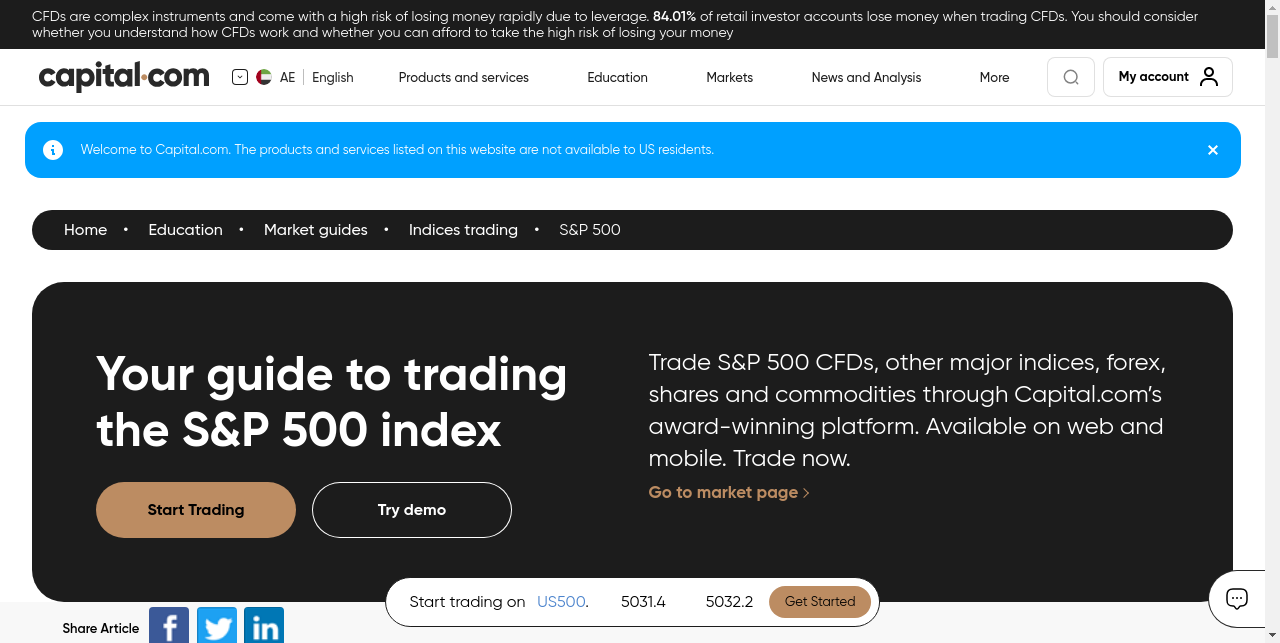 CFDs are complex instruments and come with a high risk of losing money rapidly due to leverage. 84.01% of retail investor accounts lose money when trading CFDs. You should consider
whether you understand how CFDs work and whether you can afford to take the high risk of losing your money
capital.com
AE English
Products and services
Education
Markets
News and Analysis
More
My account
Welcome to Capital.com. The products and services listed on this website are not available to US residents.
Home • Education • Market guides • Indices trading • S&P 500
Your guide to trading
the S&P 500 index
Start Trading
Try demo
Trade S&P 500 CFDs, other major indices, forex,
shares and commodities through Capital.com’s
award-winning platform. Available on web and
mobile. Trade now.
Go to market page
Start trading on US500. 5031.4 5032.2 Get Started
Share Article